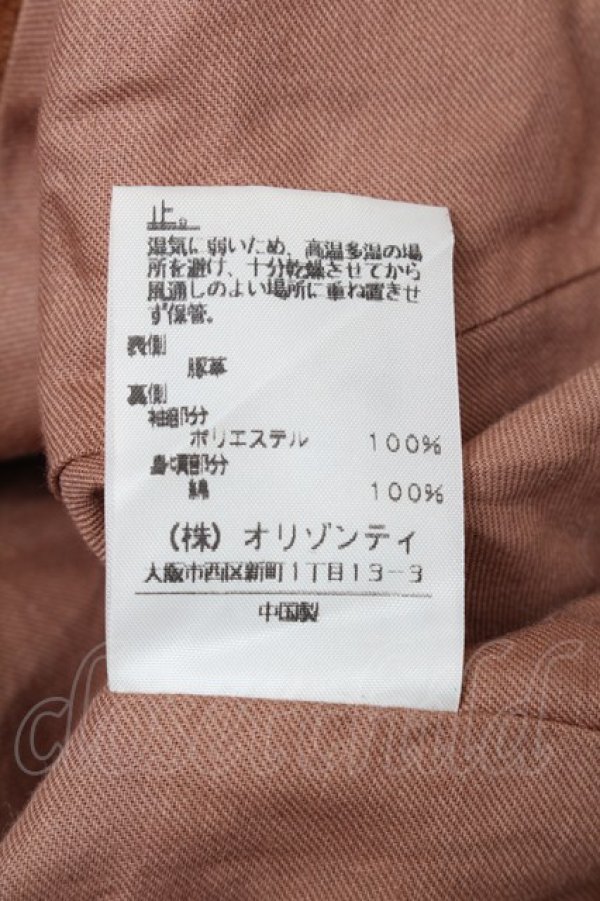 止。
湿気に弱いため、高温多湿の場
所を避け、十分乾燥させてから
風通しのよい場所に重ね置きせ
ず保管。
表側
豚革
裏側
袖部分
ポリエステル 100%
身頃部分
綿 100%
(株) オリゾンティ
大阪市西区新町1丁目13-3
中国製
closet child